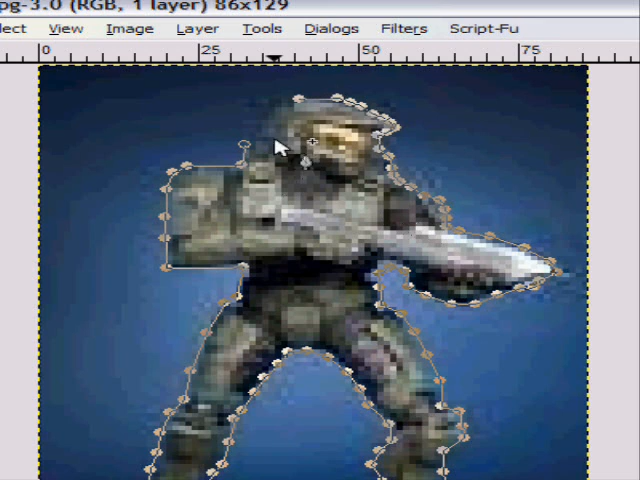 pg-3.0 (RGB, 1 layer) 86x129
lect View Image Layer Tools Dialogs Filters Script-Fu
0 25 50 75